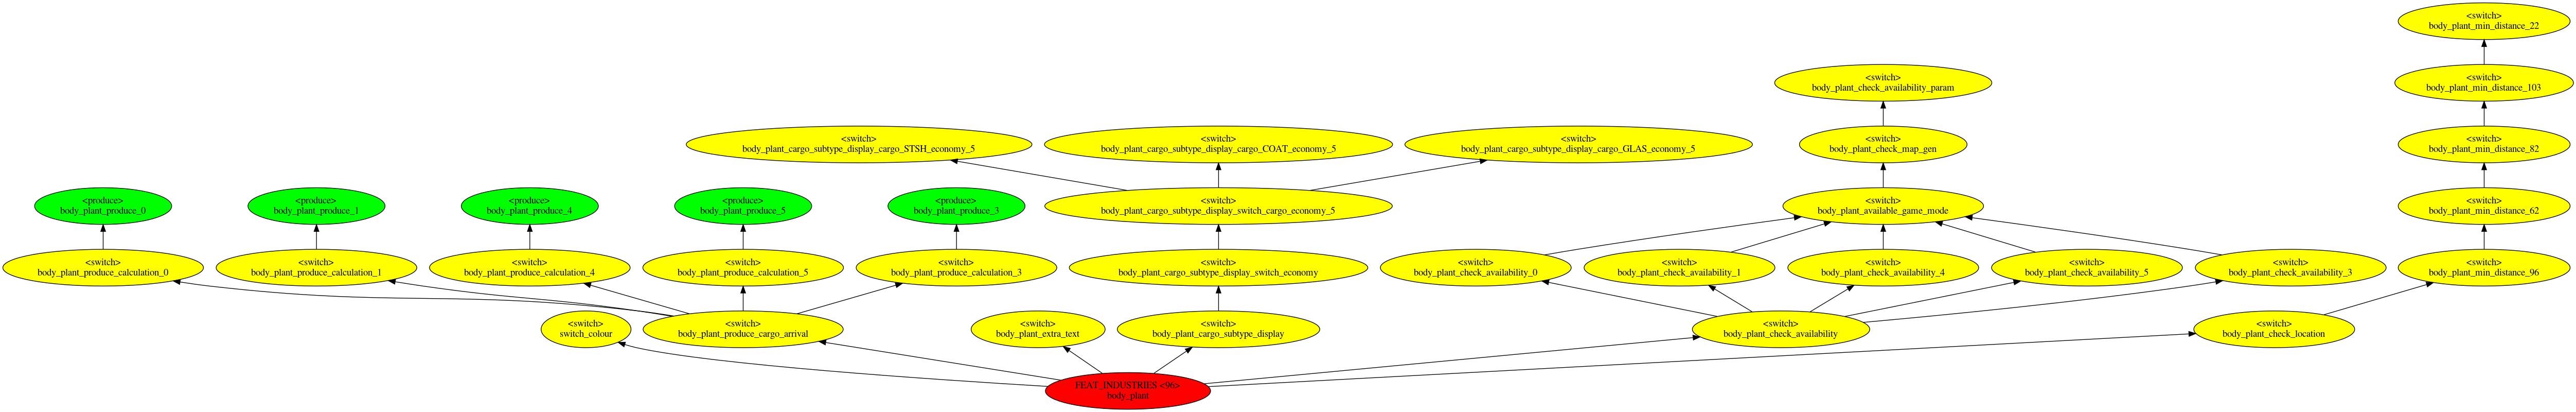 <switch>
body_plant_min_distance_22
<switch>
body_plant_check_availability_param
<switch>
body_plant_min_distance_103
<switch>
body_plant_cargo_subtype_display_cargo_STSH_economy_5
<switch>
body_plant_cargo_subtype_display_cargo_COAT_economy_5
<switch>
body_plant_cargo_subtype_display_cargo_GLAS_economy_5
<switch>
body_plant_check_map_gen
<switch>
body_plant_min_distance_82
<produce>
body_plant_produce_0
<produce>
body_plant_produce_1
<produce>
body_plant_produce_4
<produce>
body_plant_produce_5
<produce>
body_plant_produce_3
<switch>
body_plant_cargo_subtype_display_switch_cargo_economy_5
<switch>
body_plant_available_game_mode
<switch>
body_plant_min_distance_62
<switch>
body_plant_produce_calculation_0
<switch>
body_plant_produce_calculation_1
<switch>
body_plant_produce_calculation_4
<switch>
body_plant_produce_calculation_5
<switch>
body_plant_produce_calculation_3
<switch>
body_plant_cargo_subtype_display_switch_economy
<switch>
body_plant_check_availability_0
<switch>
body_plant_check_availability_1
<switch>
body_plant_check_availability_4
<switch>
body_plant_check_availability_5
<switch>
body_plant_check_availability_3
<switch>
body_plant_min_distance_96
<switch>
switch_colour
<switch>
body_plant_produce_cargo_arrival
<switch>
body_plant_extra_text
<switch>
body_plant_cargo_subtype_display
<switch>
body_plant_check_availability
<switch>
body_plant_check_location
FEAT_INDUSTRIES <96>
body_plant